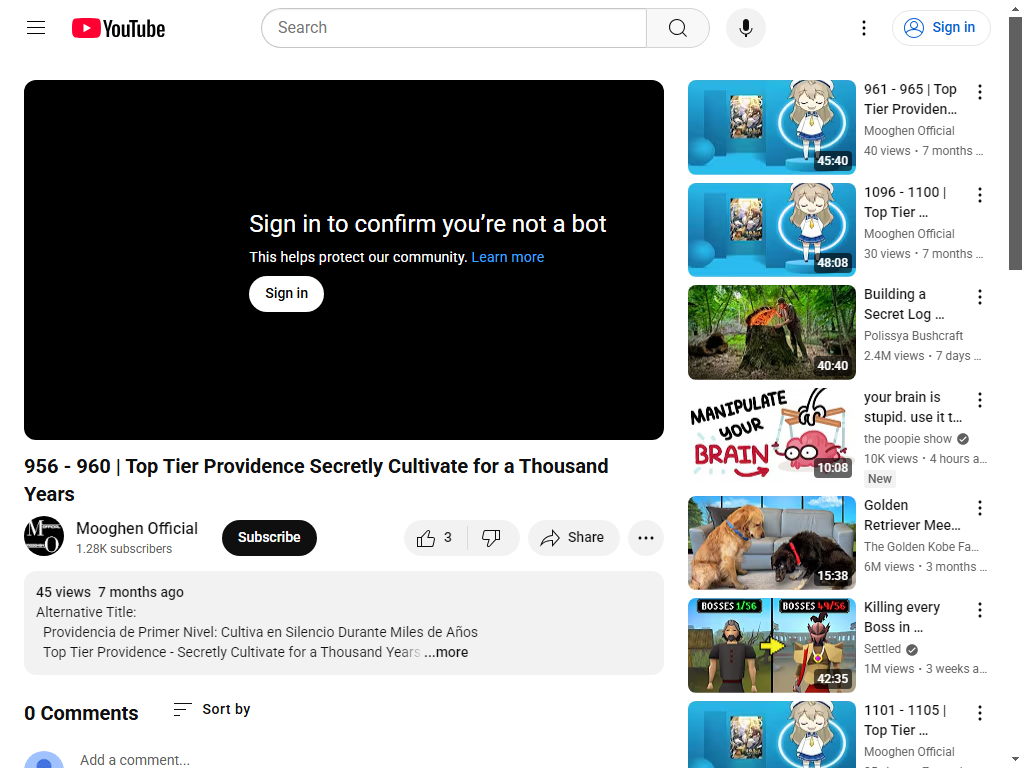 YouTube
Search
Sign in
Sign in to confirm you’re not a bot
This helps protect our community. Learn more
Sign in
956 - 960 | Top Tier Providence Secretly Cultivate for a Thousand
Years
Mooghen Official
1.28K subscribers
Subscribe
3
Share
45 views 7 months ago
Alternative Title:
Providencia de Primer Nivel: Cultiva en Silencio Durante Miles de Años
Top Tier Providence - Secretly Cultivate for a Thousand Years ...more
0 Comments
Sort by
Add a comment...
45:40
961 - 965 | Top
Tier Providen...
Mooghen Official
40 views • 7 months ...
48:08
1096 - 1100 |
Top Tier ...
Mooghen Official
30 views • 7 months ...
40:40
Building a
Secret Log ...
Polissya Bushcraft
2.4M views • 7 days ...
MANIPULATE
YOUR
BRAIN
10:08
your brain is
stupid. use it t...
the poopie show
10K views • 4 hours a...
New
15:38
Golden
Retriever Mee...
The Golden Kobe Fa...
6M views • 3 months ...
BOSSES 1/56
BOSSES 49/56
42:35
Killing every
Boss in ...
Settled
1M views • 3 weeks a...
1101 - 1105 |
Top Tier ...
Mooghen Official